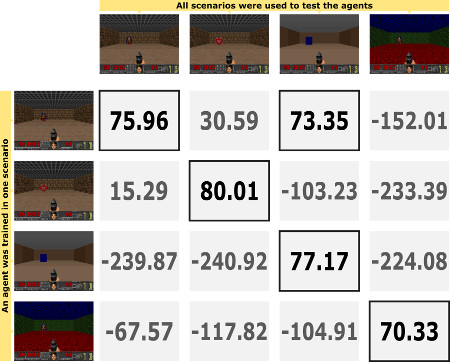 All scenarios were used to test the agents
An agent was trained in one scenario
75.96 30.59 73.35 -152.01
15.29 80.01 -103.23 -233.39
-239.87 -240.92 77.17 -224.08
-67.57 -117.82 -104.91 70.33